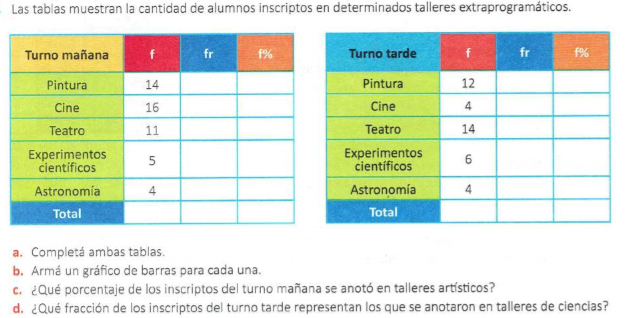 Las tablas muestran la cantidad de alumnos inscriptos en determinados talleres extraprogramáticos.
Turno mañana f fr f%
Pintura 14
Cine 16
Teatro 11
Experimentos científicos 5
Astronomía 4
Total
Turno tarde f fr f%
Pintura 12
Cine 4
Teatro 14
Experimentos científicos 6
Astronomía 4
Total
a. Completá ambas tablas.
b. Armá un gráfico de barras para cada una.
c. ¿Qué porcentaje de los inscriptos del turno mañana se anotó en talleres artísticos?
d. ¿Qué fracción de los inscriptos del turno tarde representan los que se anotaron en talleres de ciencias?